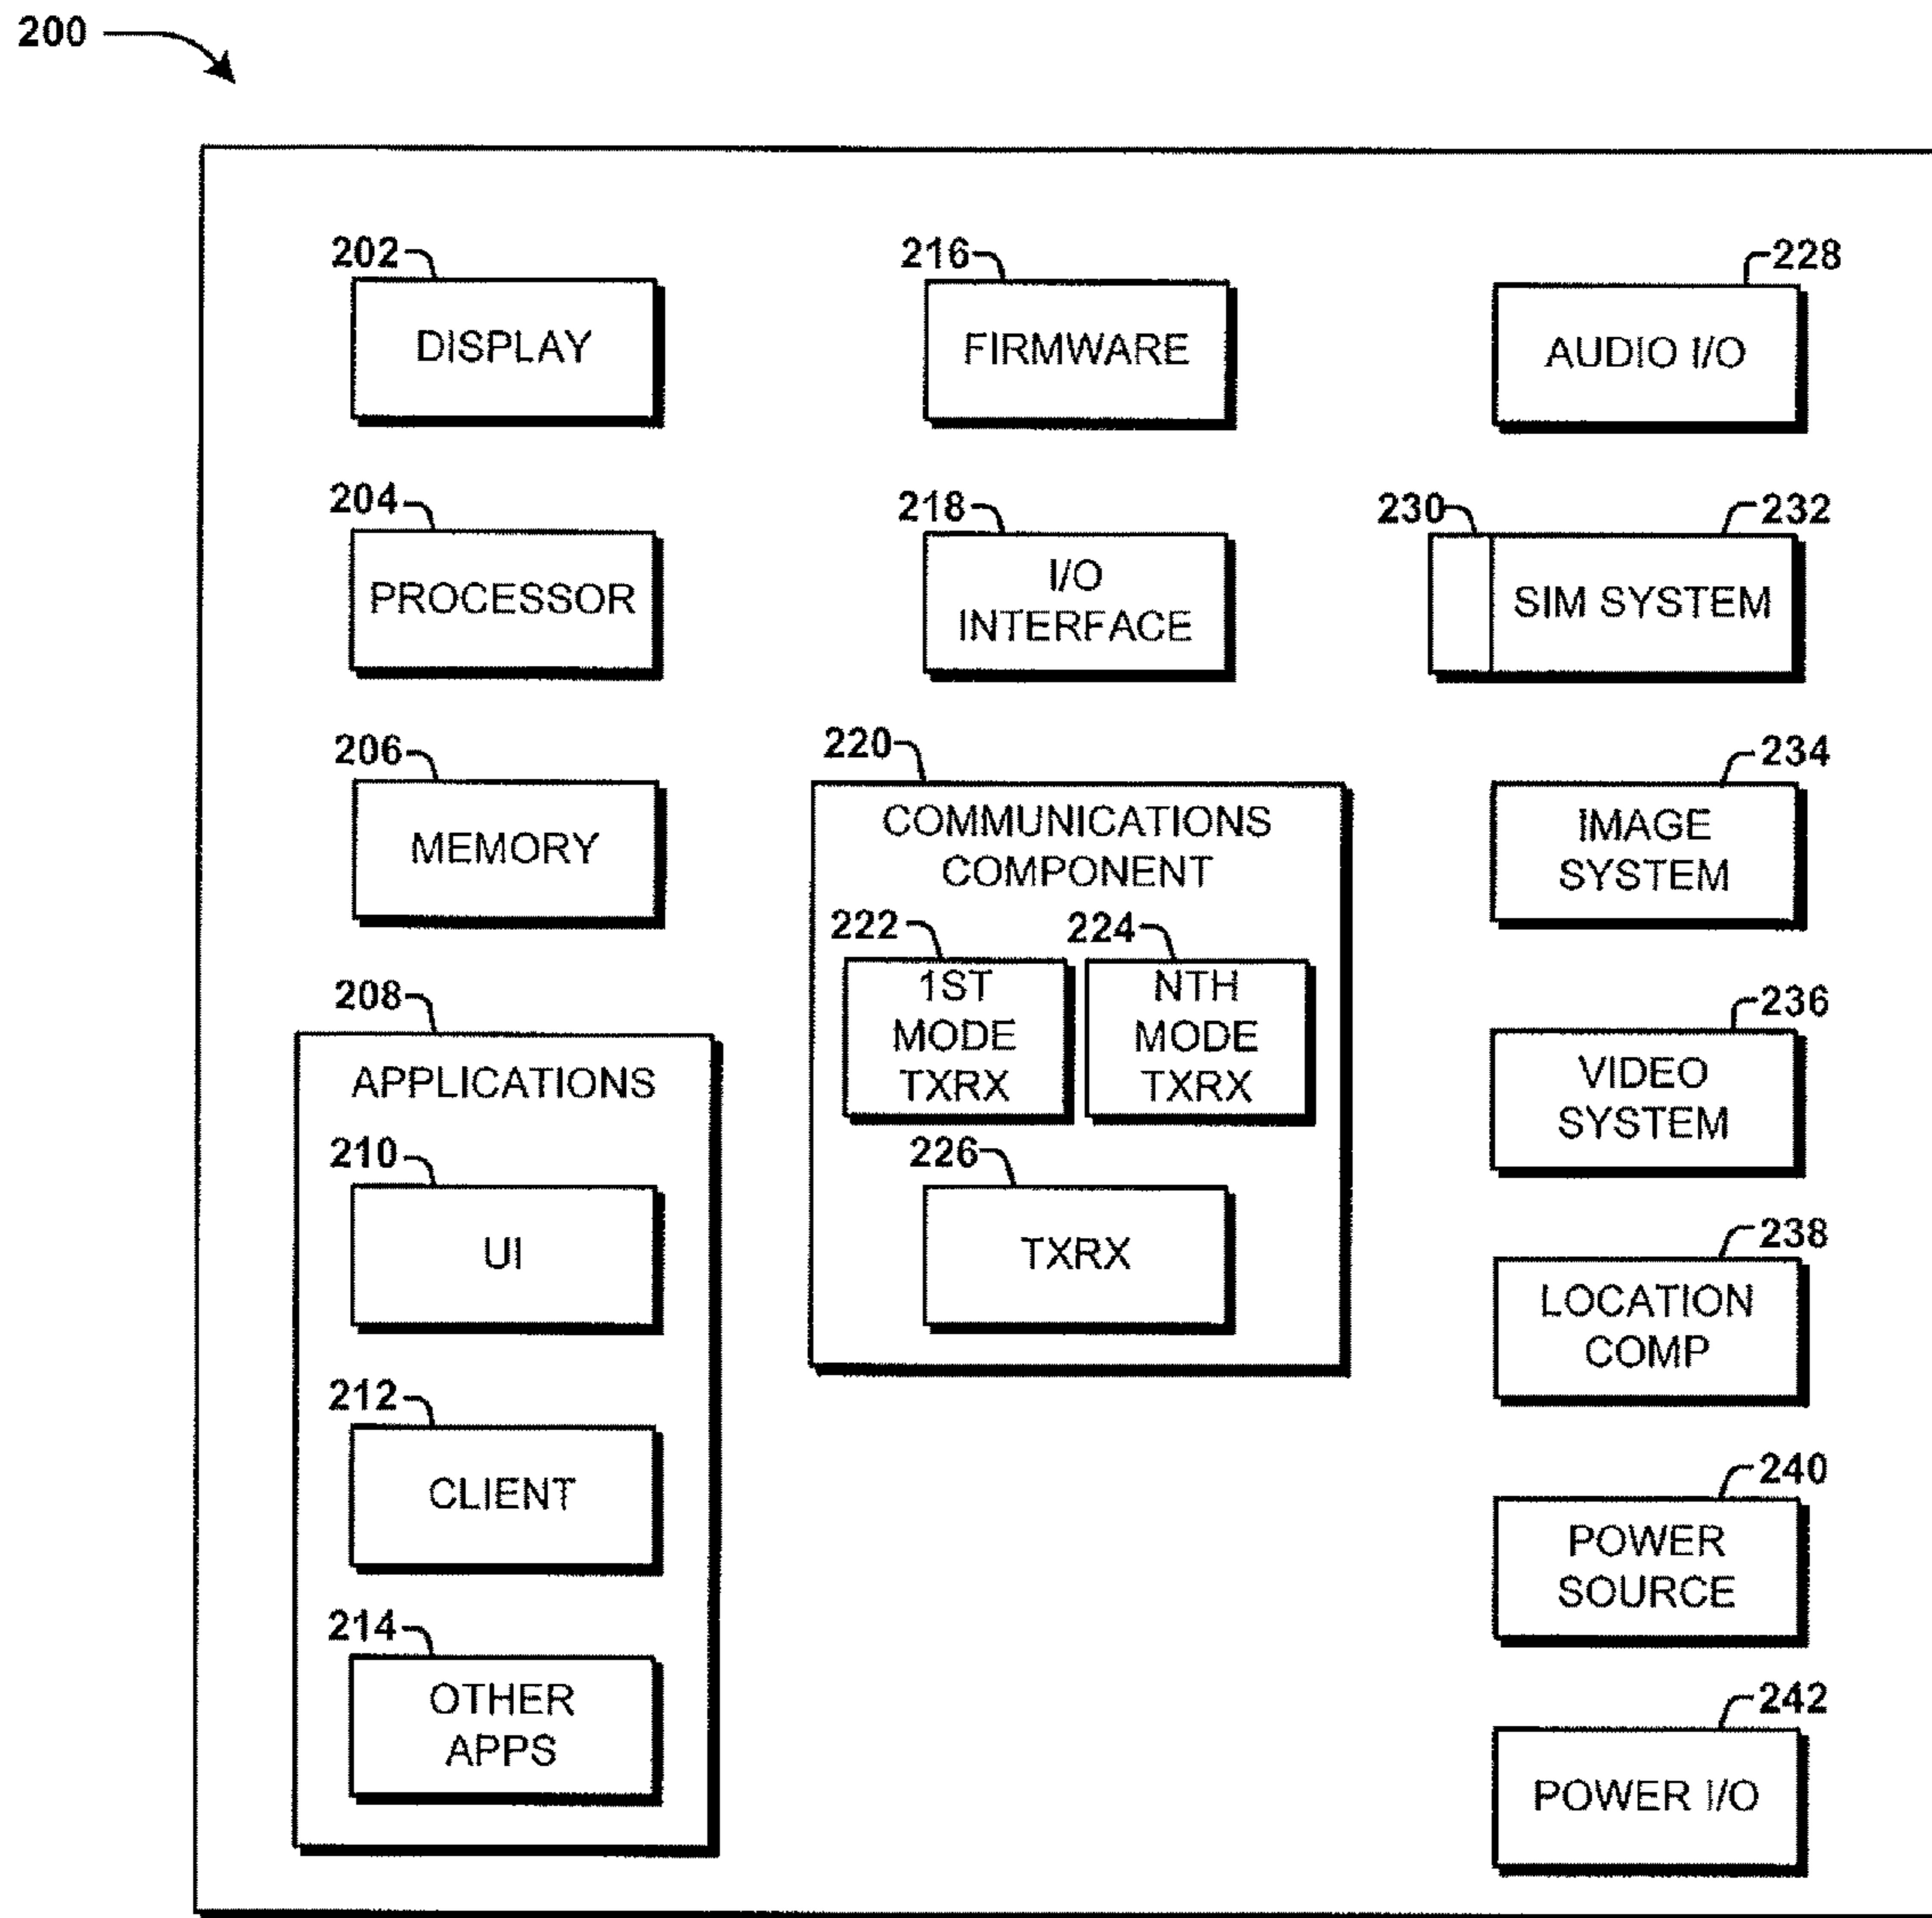 200
202
DISPLAY
204
PROCESSOR
206
MEMORY
208
APPLICATIONS
210
UI
212
CLIENT
214
OTHER
APPS
216
FIRMWARE
218
I/O
INTERFACE
220
COMMUNICATIONS
COMPONENT
222
1ST
MODE
TXRX
224
NTH
MODE
TXRX
226
TXRX
228
AUDIO I/O
230
232
SIM SYSTEM
234
IMAGE
SYSTEM
236
VIDEO
SYSTEM
238
LOCATION
COMP
240
POWER
SOURCE
242
POWER I/O